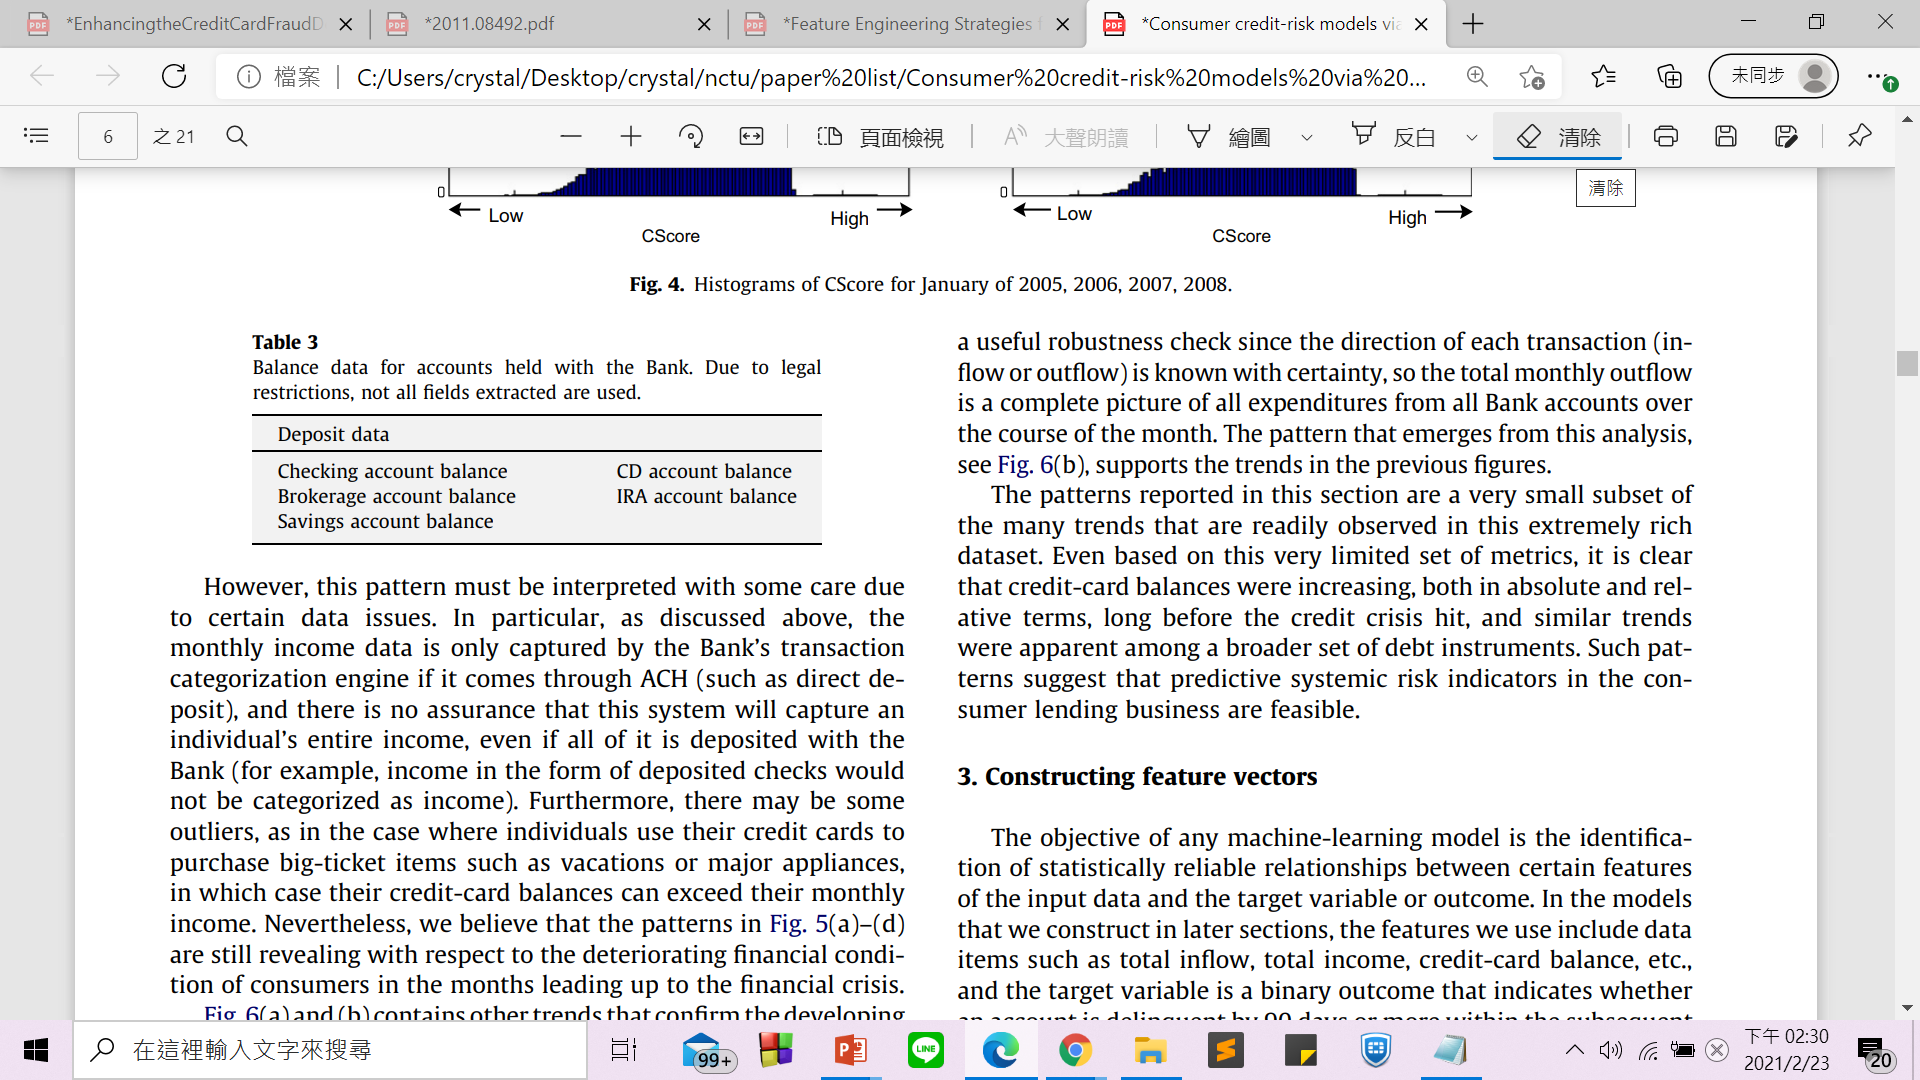 *EnhancingtheCreditCardFraudD
*2011.08492.pdf
*Feature Engineering Strategies f
*Consumer credit-risk models via
檔案
C:/Users/crystal/Desktop/crystal/nctu/paper%20list/Consumer%20credit-risk%20models%20via%20...
未同步
6
之 21
頁面檢視
大聲朗讀
繪圖
反白
清除
清除
0
Low
High
CScore
0
Low
High
CScore
Fig. 4. Histograms of CScore for January of 2005, 2006, 2007, 2008.
Table 3
Balance data for accounts held with the Bank. Due to legal
restrictions, not all fields extracted are used.
Deposit data
Checking account balance
CD account balance
Brokerage account balance
IRA account balance
Savings account balance
However, this pattern must be interpreted with some care due
to certain data issues. In particular, as discussed above, the
monthly income data is only captured by the Bank's transaction
categorization engine if it comes through ACH (such as direct de-
posit), and there is no assurance that this system will capture an
individual's entire income, even if all of it is deposited with the
Bank (for example, income in the form of deposited checks would
not be categorized as income). Furthermore, there may be some
outliers, as in the case where individuals use their credit cards to
purchase big-ticket items such as vacations or major appliances,
in which case their credit-card balances can exceed their monthly
income. Nevertheless, we believe that the patterns in Fig. 5(a)–(d)
are still revealing with respect to the deteriorating financial condi-
tion of consumers in the months leading up to the financial crisis.
Fig. 6(a) and (b) contains other trends that confirm the developing
a useful robustness check since the direction of each transaction (in-
flow or outflow) is known with certainty, so the total monthly outflow
is a complete picture of all expenditures from all Bank accounts over
the course of the month. The pattern that emerges from this analysis,
see Fig. 6(b), supports the trends in the previous figures.
The patterns reported in this section are a very small subset of
the many trends that are readily observed in this extremely rich
dataset. Even based on this very limited set of metrics, it is clear
that credit-card balances were increasing, both in absolute and rel-
ative terms, long before the credit crisis hit, and similar trends
were apparent among a broader set of debt instruments. Such pat-
terns suggest that predictive systemic risk indicators in the con-
sumer lending business are feasible.
3. Constructing feature vectors
The objective of any machine-learning model is the identifica-
tion of statistically reliable relationships between certain features
of the input data and the target variable or outcome. In the models
that we construct in later sections, the features we use include data
items such as total inflow, total income, credit-card balance, etc.,
and the target variable is a binary outcome that indicates whether
an account is delinquent by 90 days or more within the subsequent
在這裡輸入文字來搜尋
99+
LINE
下午 02:30
2021/2/23
20